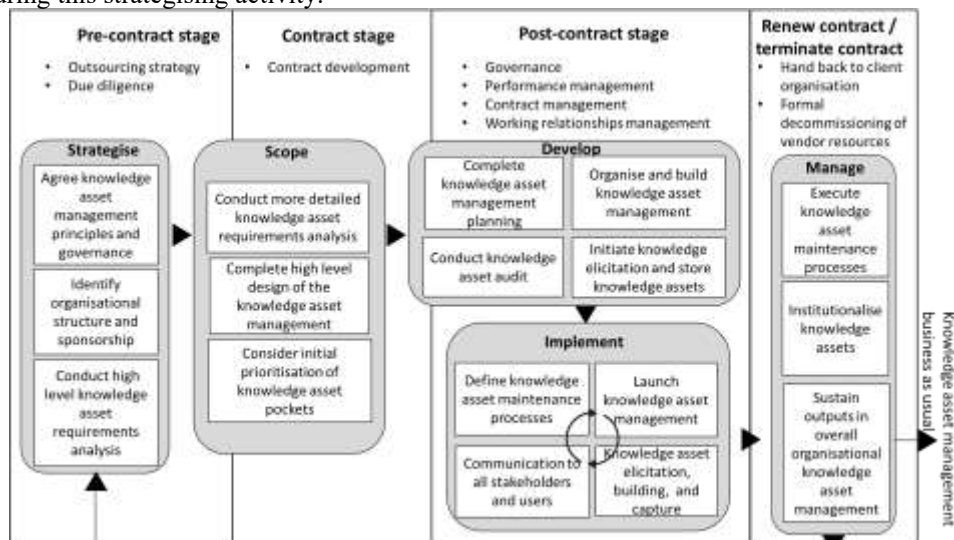 uring this strategising activity.
Pre-contract stage
• Outsourcing strategy
• Due diligence
Contract stage
• Contract development
Post-contract stage
• Governance
• Performance management
• Contract management
• Working relationships management
Renew contract /
terminate contract
• Hand back to client
organisation
• Formal
decommissioning of
vendor resources
Strategise
Agree knowledge
asset
management
principles and
governance
Identify
organisational
structure and
sponsorship
Conduct high
level knowledge
asset
requirements
analysis
Scope
Conduct more detailed
knowledge asset
requirements analysis
Complete high level
design of the
knowledge asset
management
Consider initial
prioritisation of
knowledge asset
pockets
Develop
Complete
knowledge asset
management
planning
Organise and build
knowledge asset
management
Conduct knowledge
asset audit
Initiate knowledge
elicitation and store
knowledge assets
Implement
Define knowledge
asset maintenance
processes
Launch
knowledge asset
management
Communication to
all stakeholders
and users
Knowledge asset
elicitation,
building, and
capture
Manage
Execute
knowledge
asset
maintenance
processes
Institutionalise
knowledge
assets
Sustain
outputs in
overall
organisational
knowledge
asset
management
Knowledge asset management
business as usual